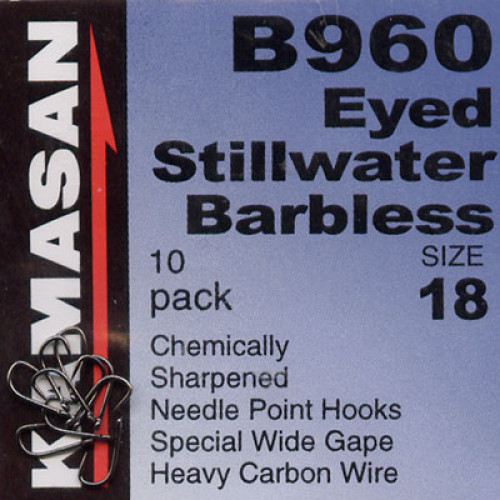 KAMASAN
B960
Eyed
Stillwater
Barbless
SIZE
18
10
pack
Chemically
Sharpened
Needle Point Hooks
Special Wide Gape
Heavy Carbon Wire